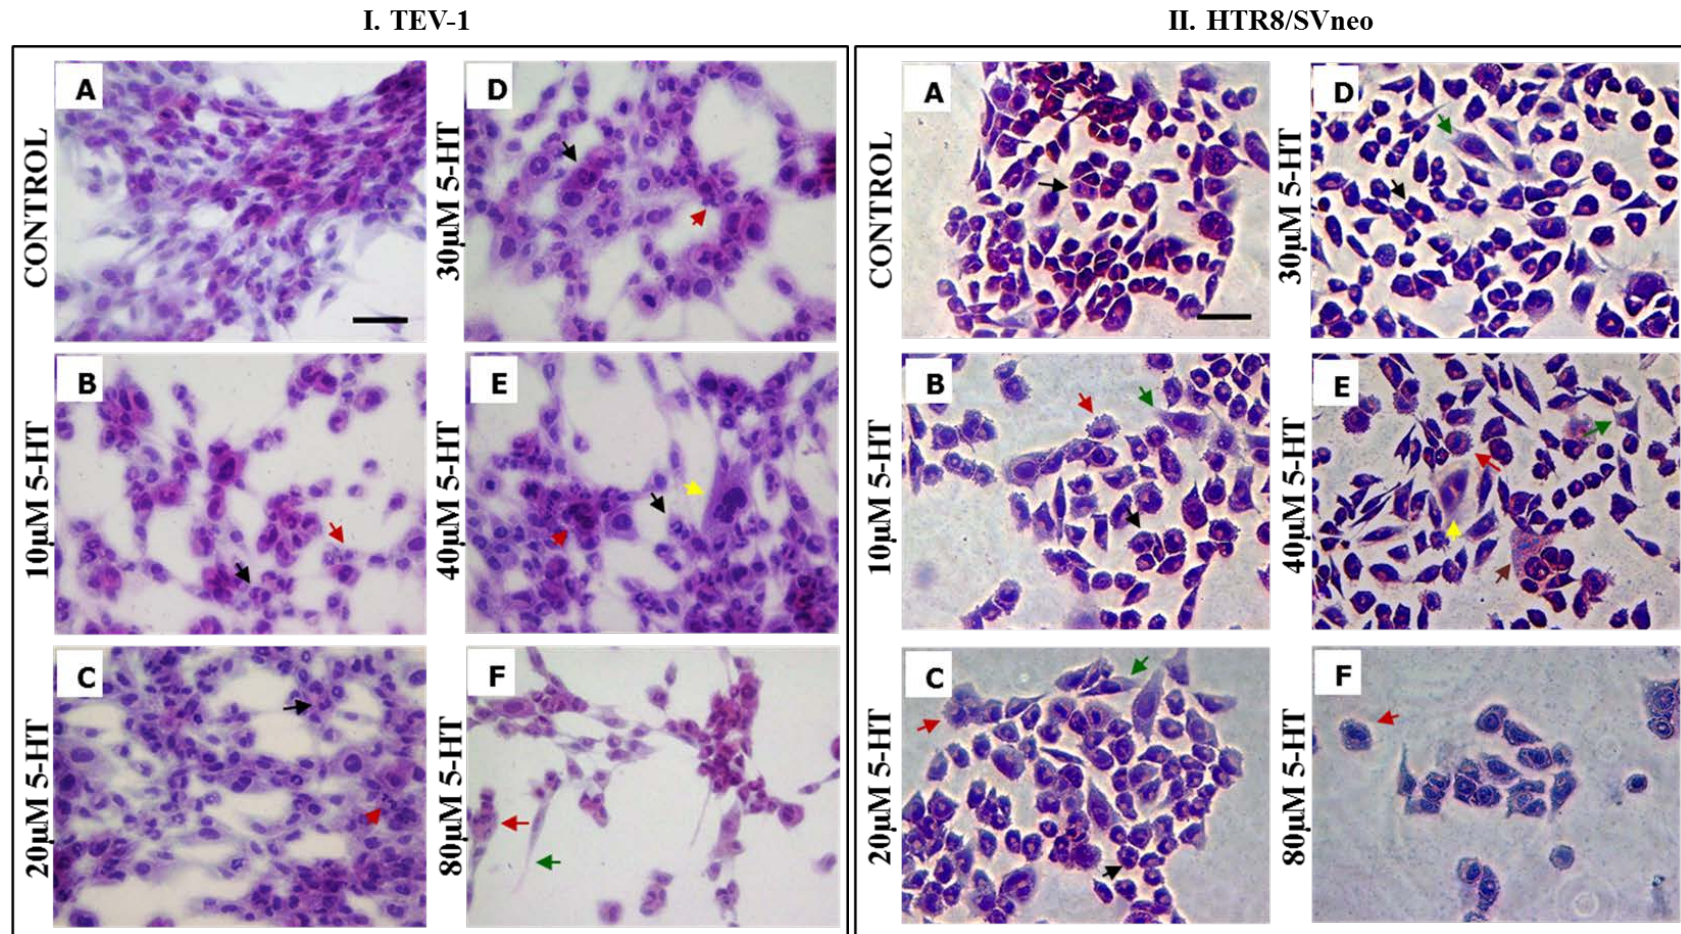 I. TEV-1
II. HTR8/SVneo
CONTROL
A
D
30µM 5-HT
10µM 5-HT
B
E
40µM 5-HT
20µM 5-HT
C
F
80µM 5-HT
CONTROL
A
D
30µM 5-HT
10µM 5-HT
B
E
40µM 5-HT
20µM 5-HT
C
F
80µM 5-HT